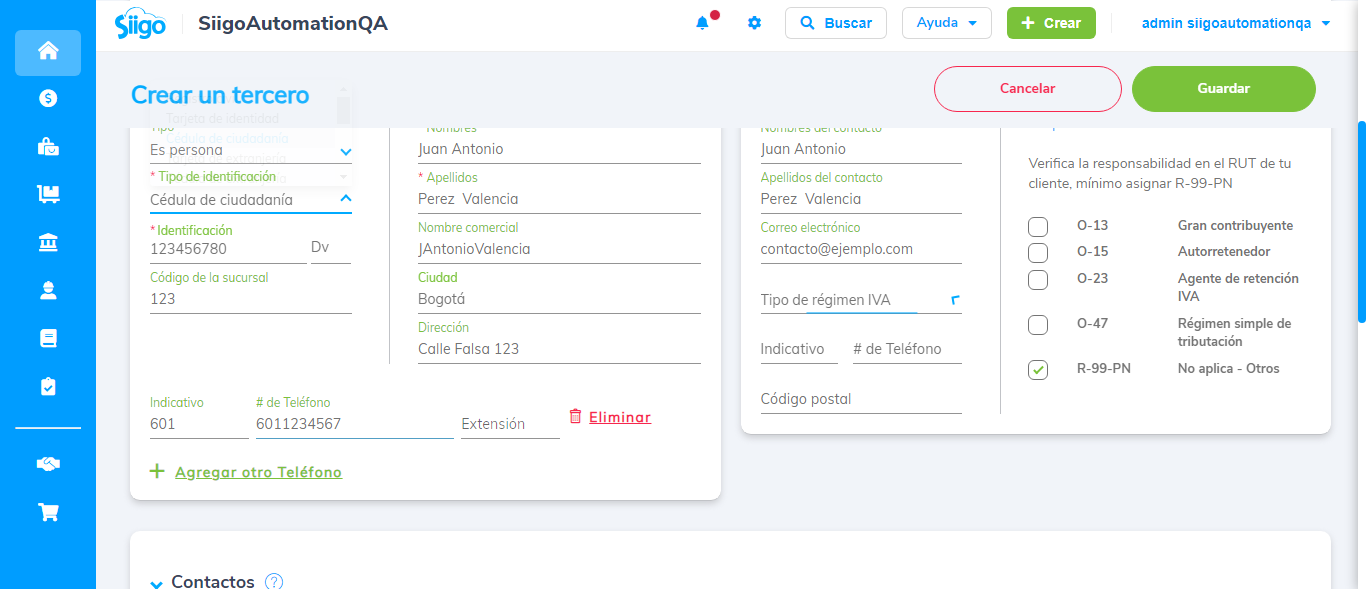 Siigo
SiigoAutomationQA
Buscar
Ayuda
Crear
admin siigoautomationqa
Crear un tercero
Cancelar
Guardar
Tarjeta de identidad
Cédula de ciudadanía
Tarjeta de extranjería
Tipo
Es persona
* Tipo de identificación
Cédula de ciudadanía
*Identificación
123456780
Dv
Código de la sucursal
123
* Nombres
Juan Antonio
* Apellidos
Perez Valencia
Nombre comercial
JAntonioValencia
Ciudad
Bogotá
Dirección
Calle Falsa 123
Indicativo
601
# de Teléfono
6011234567
Extensión
Eliminar
Agregar otro Teléfono
Nombres del contacto
Juan Antonio
Apellidos del contacto
Perez Valencia
Correo electrónico
contacto@ejemplo.com
Tipo de régimen IVA
Indicativo
# de Teléfono
Código postal
Verifica la responsabilidad en el RUT de tu
cliente, mínimo asignar R-99-PN
O-13 Gran contribuyente
O-15 Autorretenedor
O-23 Agente de retención
IVA
O-47 Régimen simple de
tributación
R-99-PN No aplica - Otros
Contactos ?